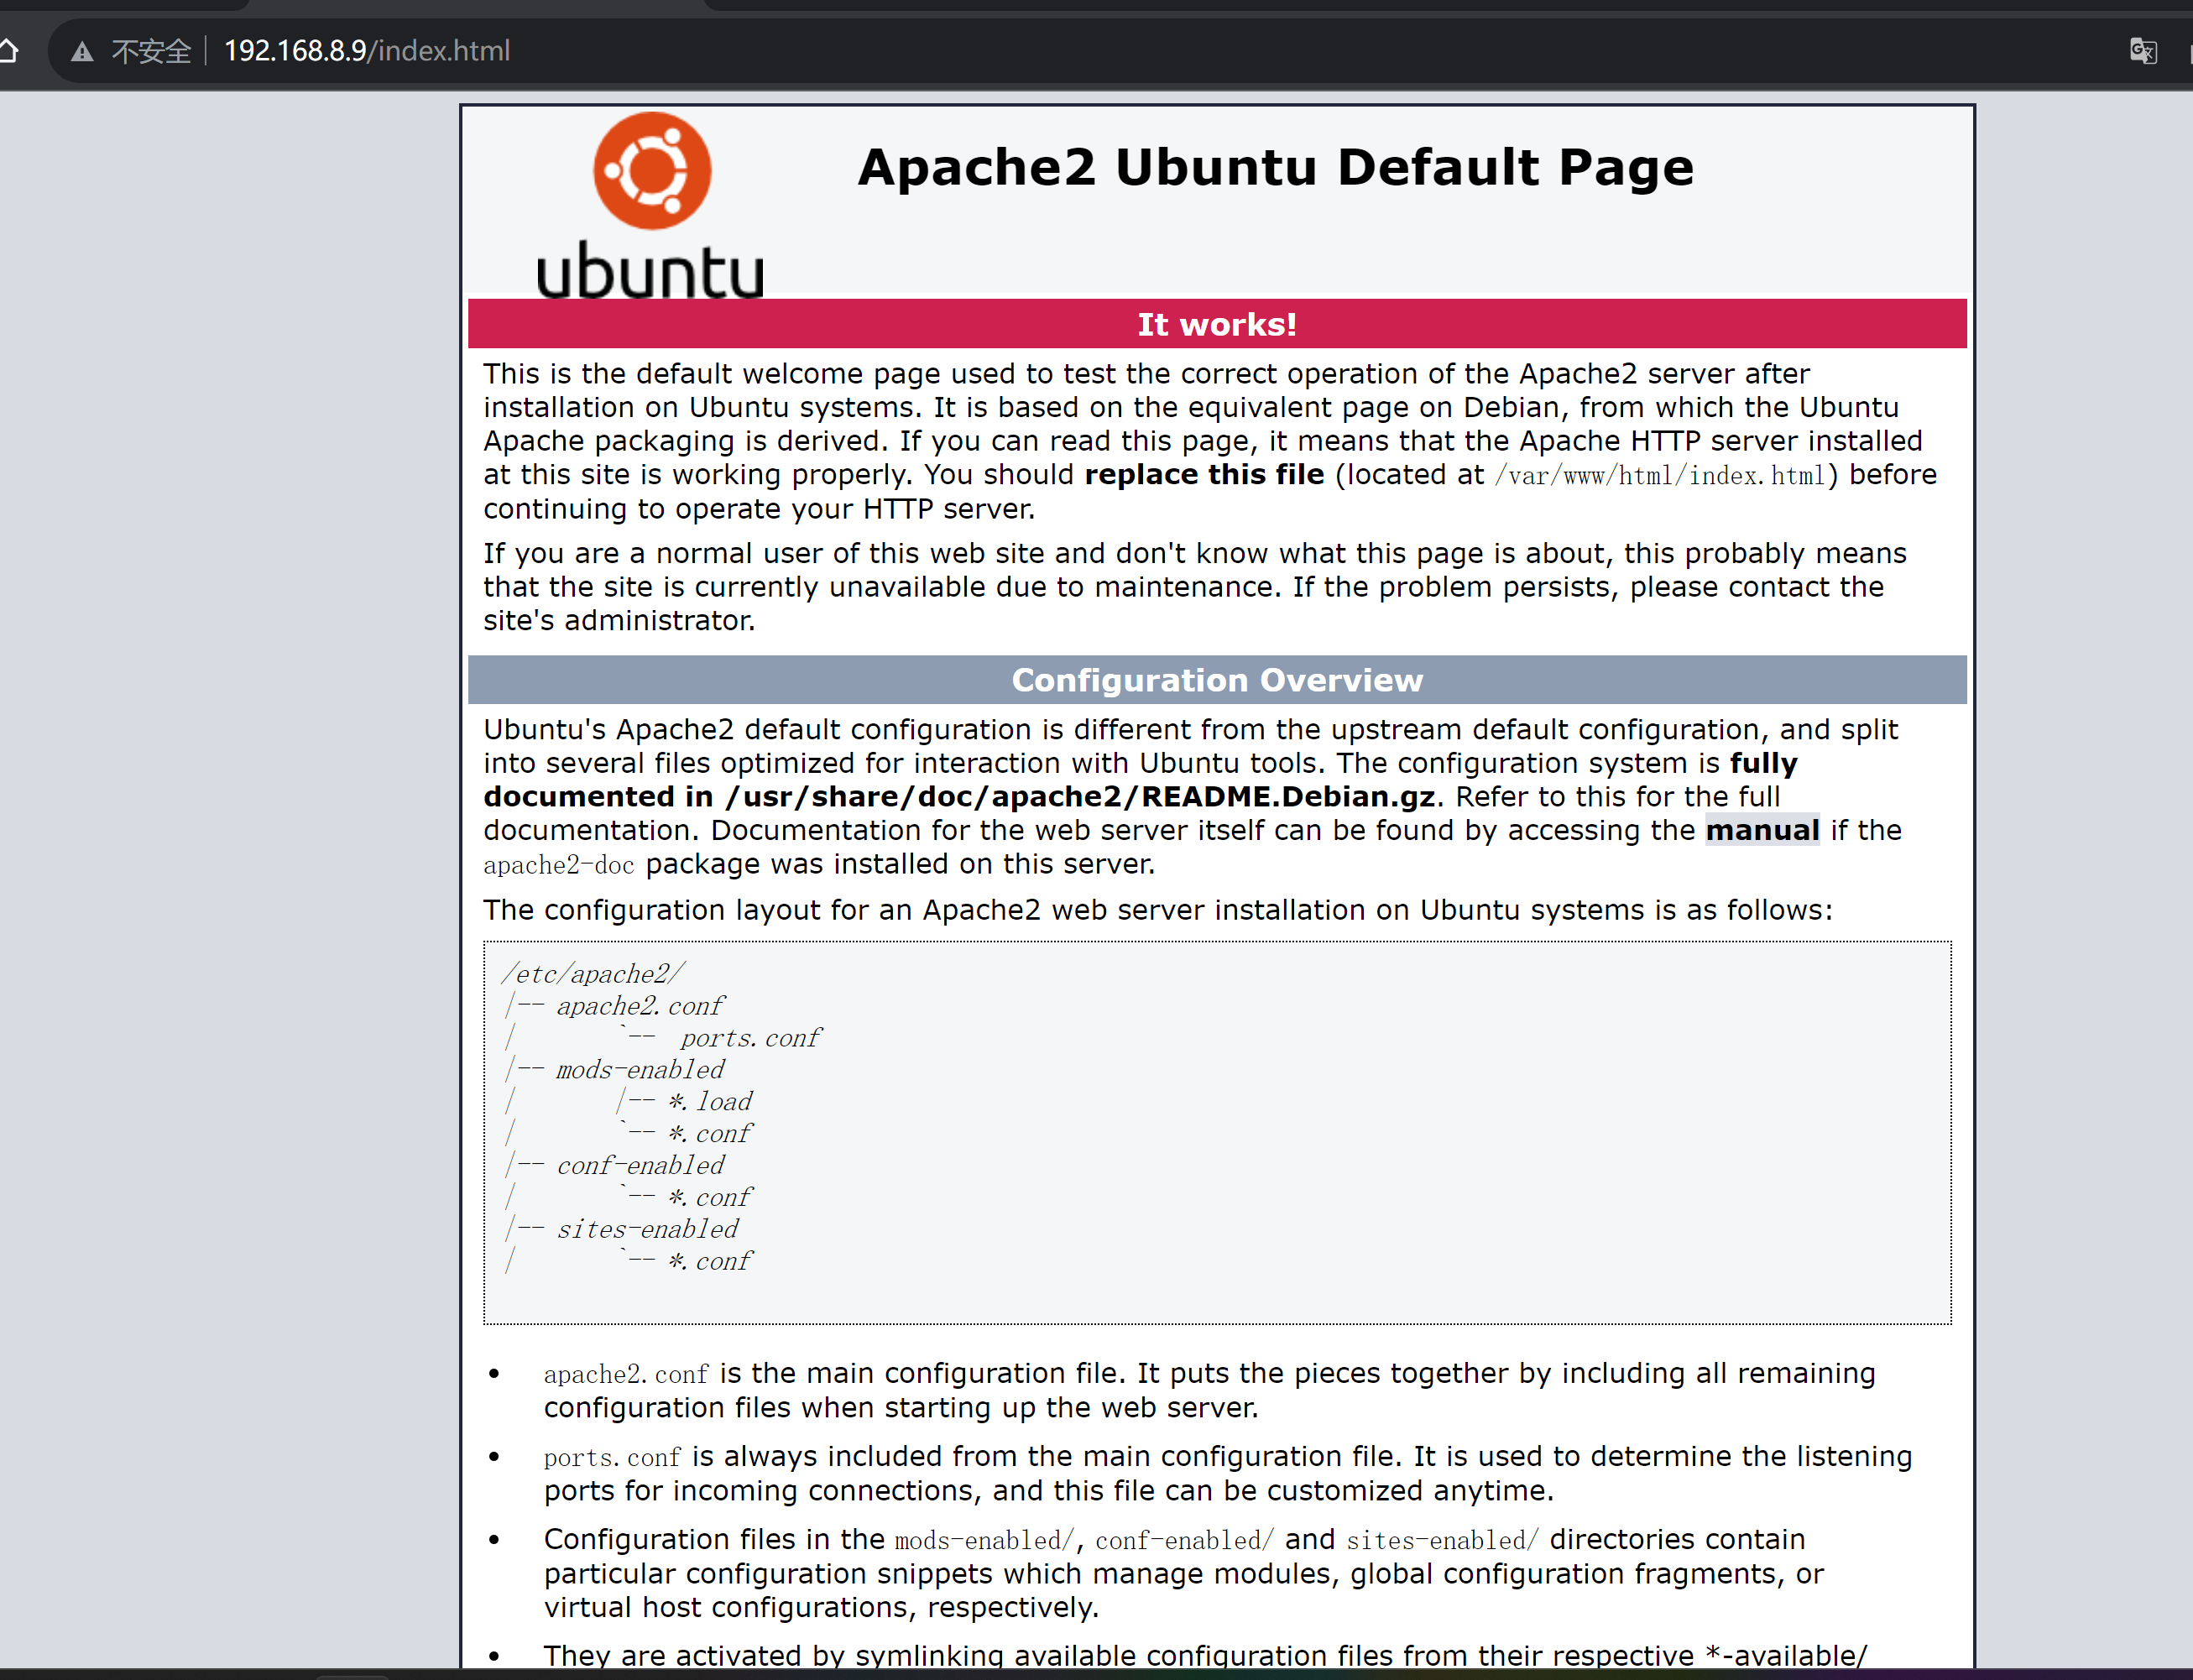 不安全 192.168.8.9/index.html
Apache2 Ubuntu Default Page
ubuntu
It works!
This is the default welcome page used to test the correct operation of the Apache2 server after
installation on Ubuntu systems. It is based on the equivalent page on Debian, from which the Ubuntu
Apache packaging is derived. If you can read this page, it means that the Apache HTTP server installed
at this site is working properly. You should replace this file (located at /var/www/html/index.html) before
continuing to operate your HTTP server.
If you are a normal user of this web site and don't know what this page is about, this probably means
that the site is currently unavailable due to maintenance. If the problem persists, please contact the
site's administrator.
Configuration Overview
Ubuntu's Apache2 default configuration is different from the upstream default configuration, and split
into several files optimized for interaction with Ubuntu tools. The configuration system is fully
documented in /usr/share/doc/apache2/README.Debian.gz. Refer to this for the full
documentation. Documentation for the web server itself can be found by accessing the manual if the
apache2-doc package was installed on this server.
The configuration layout for an Apache2 web server installation on Ubuntu systems is as follows:
/etc/apache2/
|-- apache2.conf
|       `--  ports.conf
|-- mods-enabled
|       |-- *.load
|       `-- *.conf
|-- conf-enabled
|       `-- *.conf
|-- sites-enabled
|       `-- *.conf
• apache2.conf is the main configuration file. It puts the pieces together by including all remaining
configuration files when starting up the web server.
• ports.conf is always included from the main configuration file. It is used to determine the listening
ports for incoming connections, and this file can be customized anytime.
• Configuration files in the mods-enabled/, conf-enabled/ and sites-enabled/ directories contain
particular configuration snippets which manage modules, global configuration fragments, or
virtual host configurations, respectively.
• They are activated by symlinking available configuration files from their respective *-available/